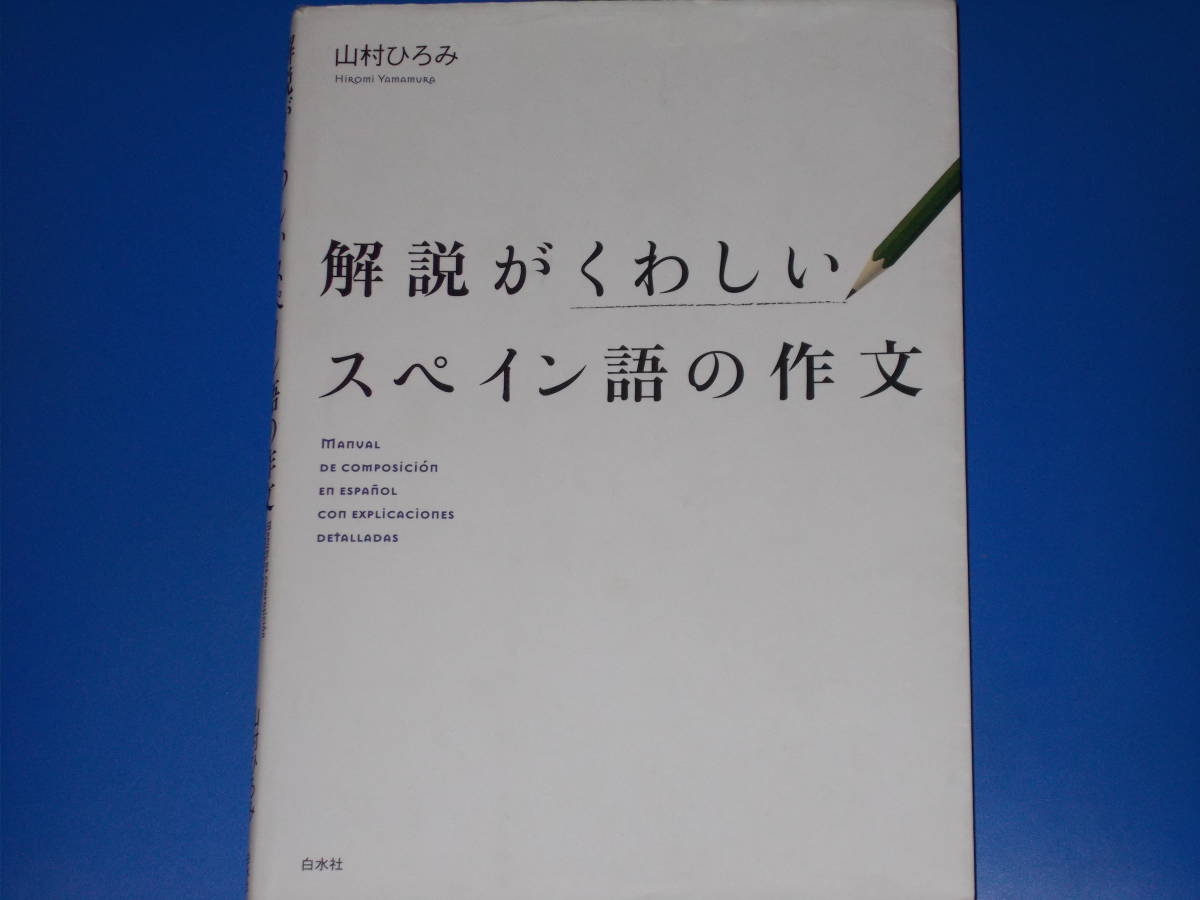 山村ひろみ
Hiromi Yamamura
解説がくわしい
スペイン語の作文
Manual
de composición
en español
con explicaciones
detalladas
白水社